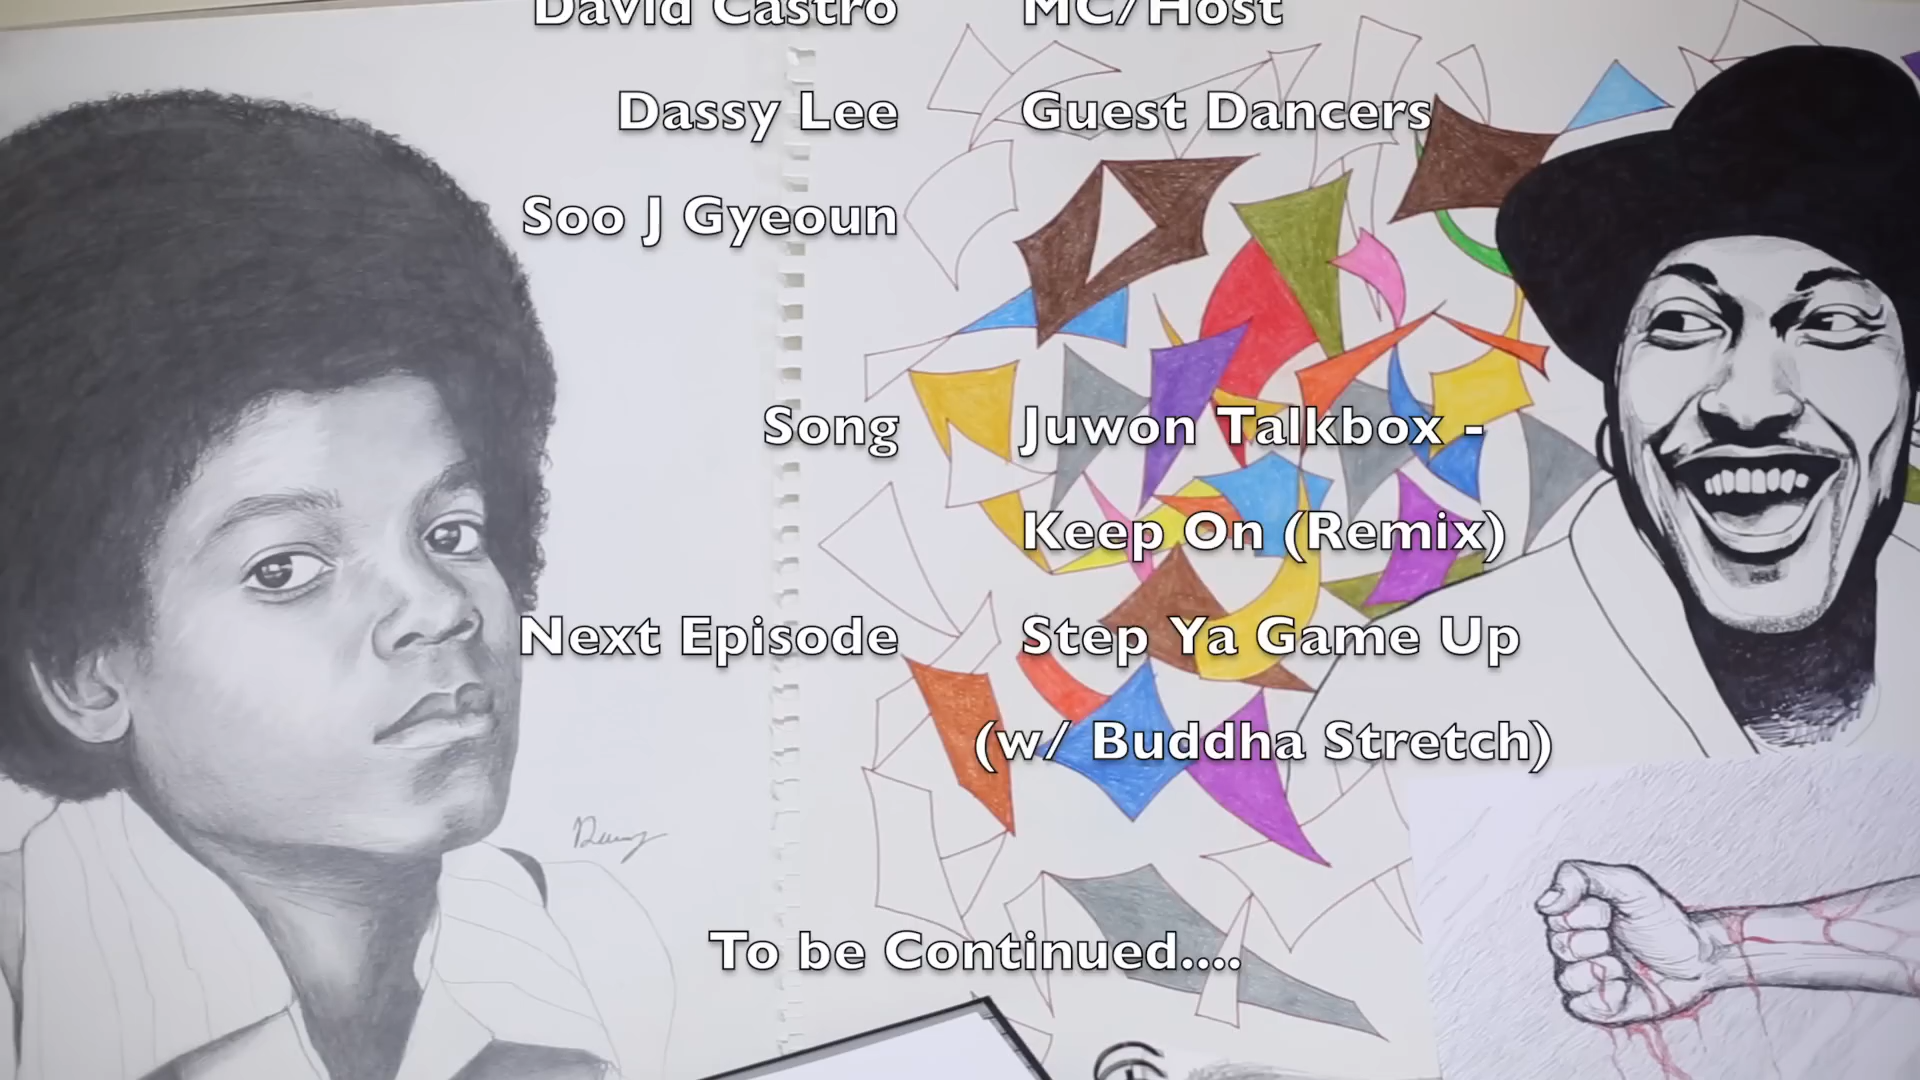 David Castro MC/Host
Dassy Lee Guest Dancers
Soo J Gyeoun
Song Juwon Talkbox -
Keep On (Remix)
Next Episode Step Ya Game Up
(w/ Buddha Stretch)
To be Continued....